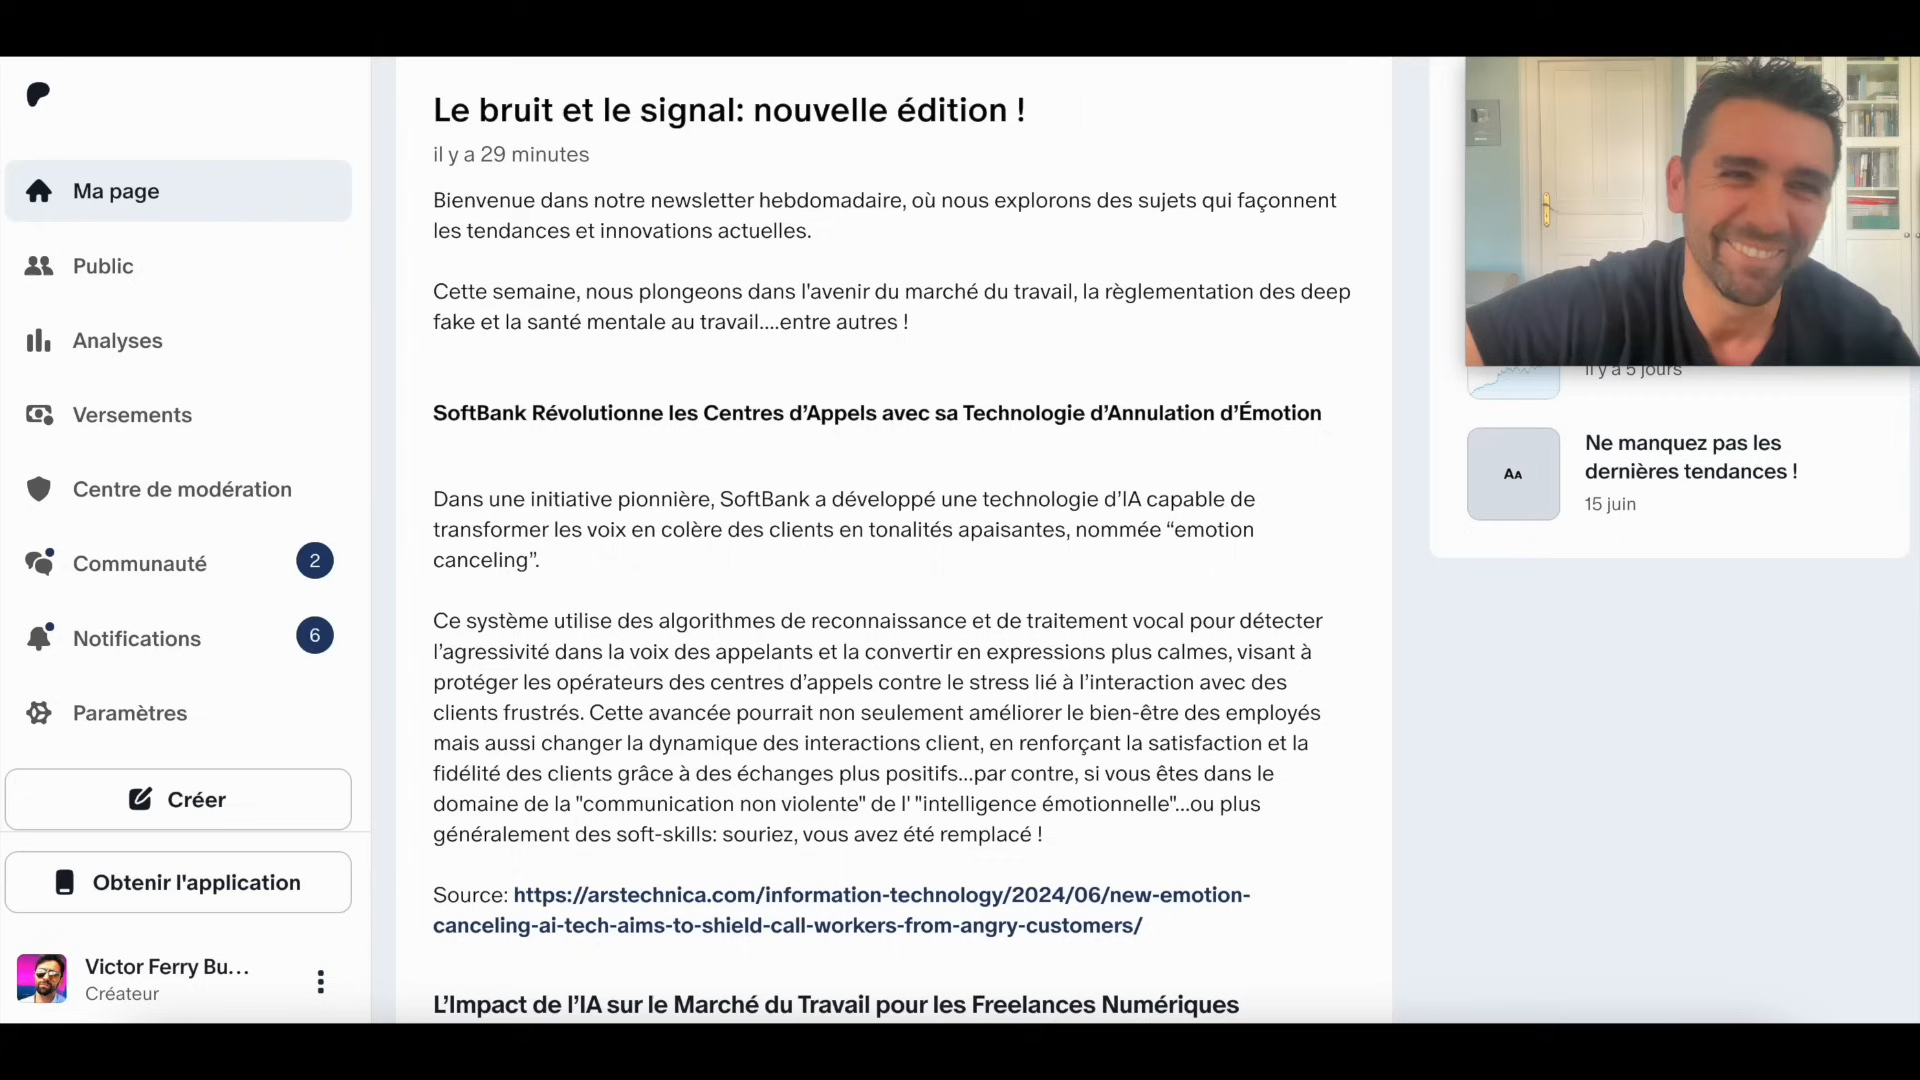 Ma page
Public
Analyses
Versements
Centre de modération
Communauté
2
Notifications
6
Paramètres
Créer
Obtenir l'application
Victor Ferry Bu...
Créateur
Le bruit et le signal: nouvelle édition !
il y a 29 minutes
Bienvenue dans notre newsletter hebdomadaire, où nous explorons des sujets qui façonnent
les tendances et innovations actuelles.
Cette semaine, nous plongeons dans l'avenir du marché du travail, la règlementation des deep
fake et la santé mentale au travail....entre autres !
SoftBank Révolutionne les Centres d’Appels avec sa Technologie d’Annulation d’Émotion
Dans une initiative pionnière, SoftBank a développé une technologie d’IA capable de
transformer les voix en colère des clients en tonalités apaisantes, nommée “emotion
canceling”.
Ce système utilise des algorithmes de reconnaissance et de traitement vocal pour détecter
l’agressivité dans la voix des appelants et la convertir en expressions plus calmes, visant à
protéger les opérateurs des centres d’appels contre le stress lié à l’interaction avec des
clients frustrés. Cette avancée pourrait non seulement améliorer le bien-être des employés
mais aussi changer la dynamique des interactions client, en renforçant la satisfaction et la
fidélité des clients grâce à des échanges plus positifs...par contre, si vous êtes dans le
domaine de la "communication non violente" de l' "intelligence émotionnelle"...ou plus
généralement des soft-skills: souriez, vous avez été remplacé !
Source: https://arstechnica.com/information-technology/2024/06/new-emotion-
canceling-ai-tech-aims-to-shield-call-workers-from-angry-customers/
L’Impact de l’IA sur le Marché du Travail pour les Freelances Numériques
il y a 5 jours
AA
Ne manquez pas les
dernières tendances !
15 juin